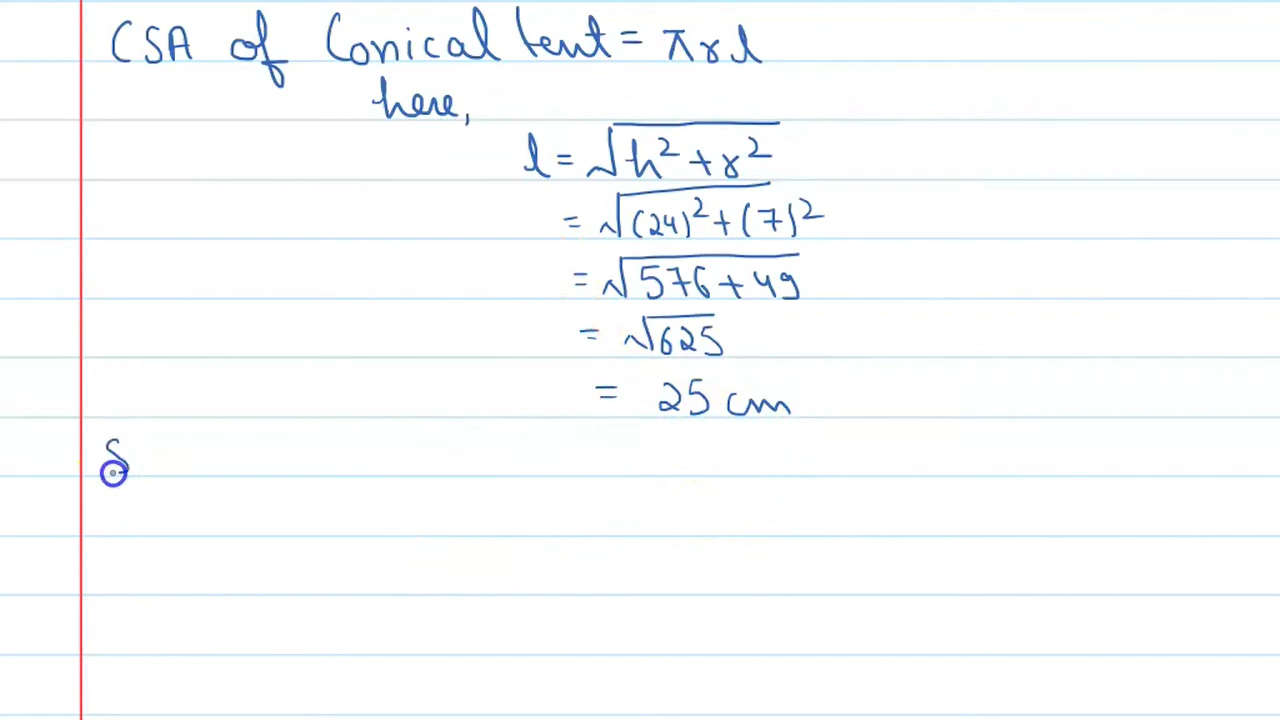 CSA of Conical tent = πrl
here,
l = √h² + r²
= √(24)² + (7)²
= √576 + 49
= √625
= 25 cm
S